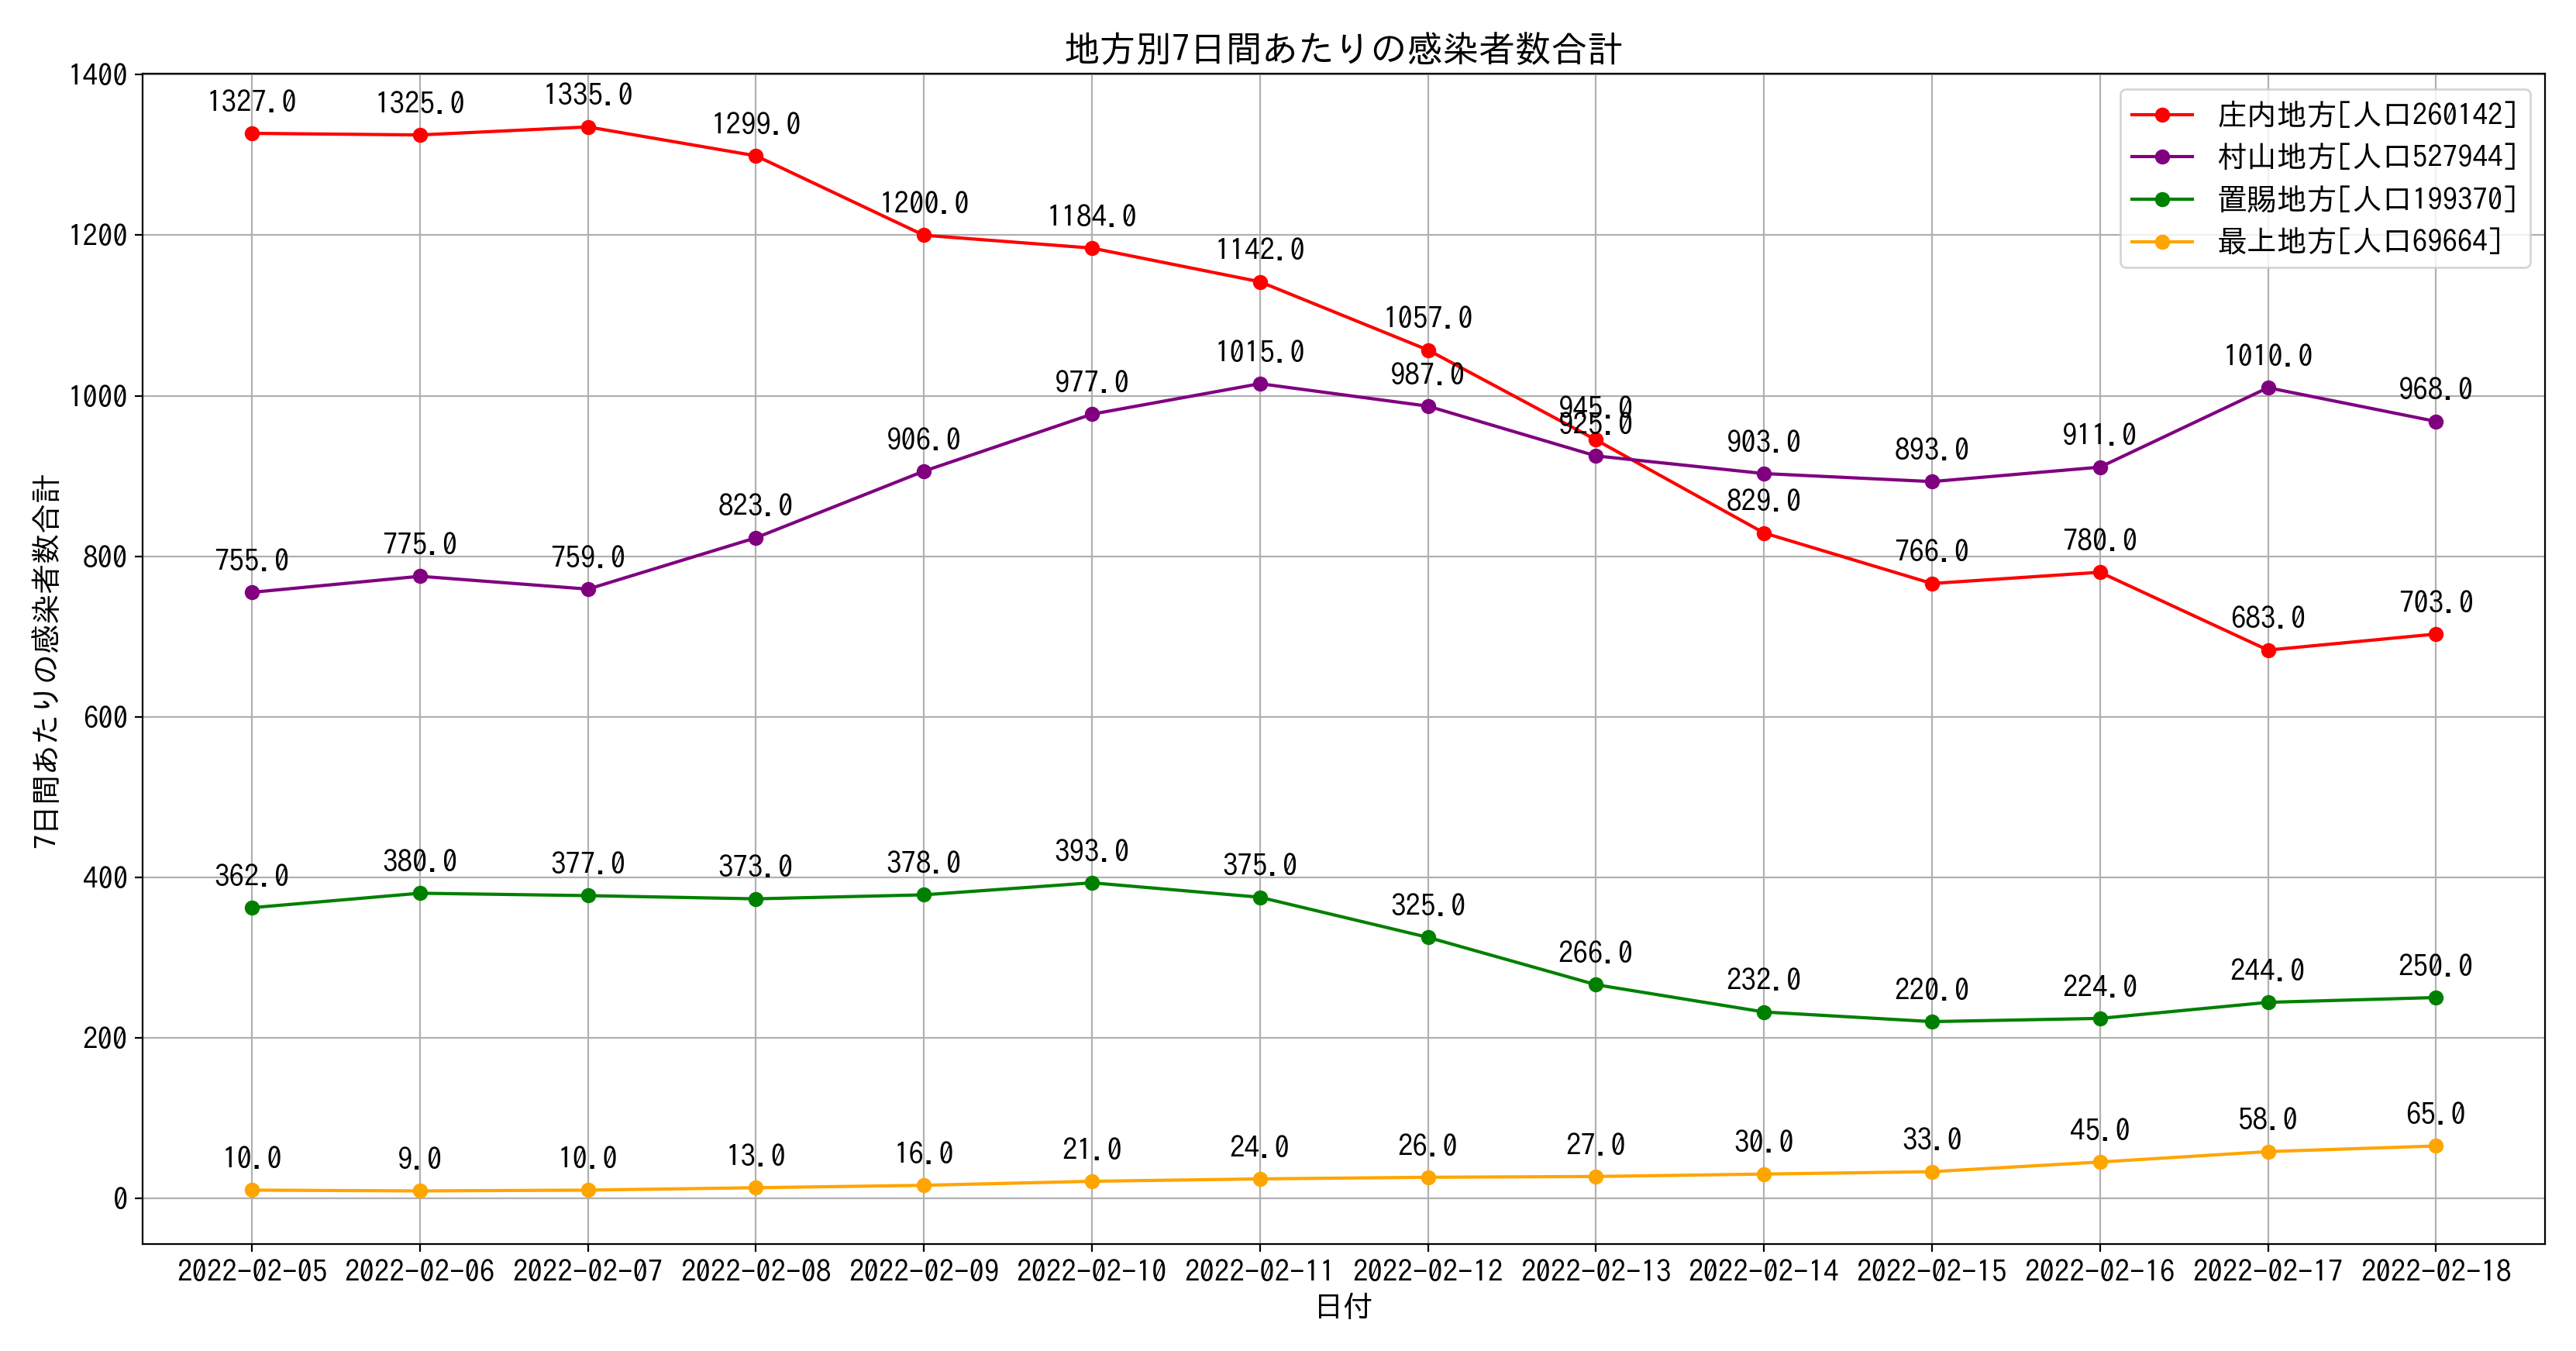 地方別7日間あたりの感染者数合計
7日間あたりの感染者数合計
1400
1200
1000
800
600
400
200
0
庄内地方[人口260142]
村山地方[人口527944]
置賜地方[人口199370]
最上地方[人口69664]
1327.0 1325.0 1335.0 1299.0 1200.0 1184.0 1142.0 1057.0 945.0 829.0 766.0 780.0 683.0 703.0
755.0 775.0 759.0 823.0 906.0 977.0 1015.0 987.0 925.0 903.0 893.0 911.0 1010.0 968.0
362.0 380.0 377.0 373.0 378.0 393.0 375.0 325.0 266.0 232.0 220.0 224.0 244.0 250.0
10.0 9.0 10.0 13.0 16.0 21.0 24.0 26.0 27.0 30.0 33.0 45.0 58.0 65.0
2022-02-05 2022-02-06 2022-02-07 2022-02-08 2022-02-09 2022-02-10 2022-02-11 2022-02-12 2022-02-13 2022-02-14 2022-02-15 2022-02-16 2022-02-17 2022-02-18
日付